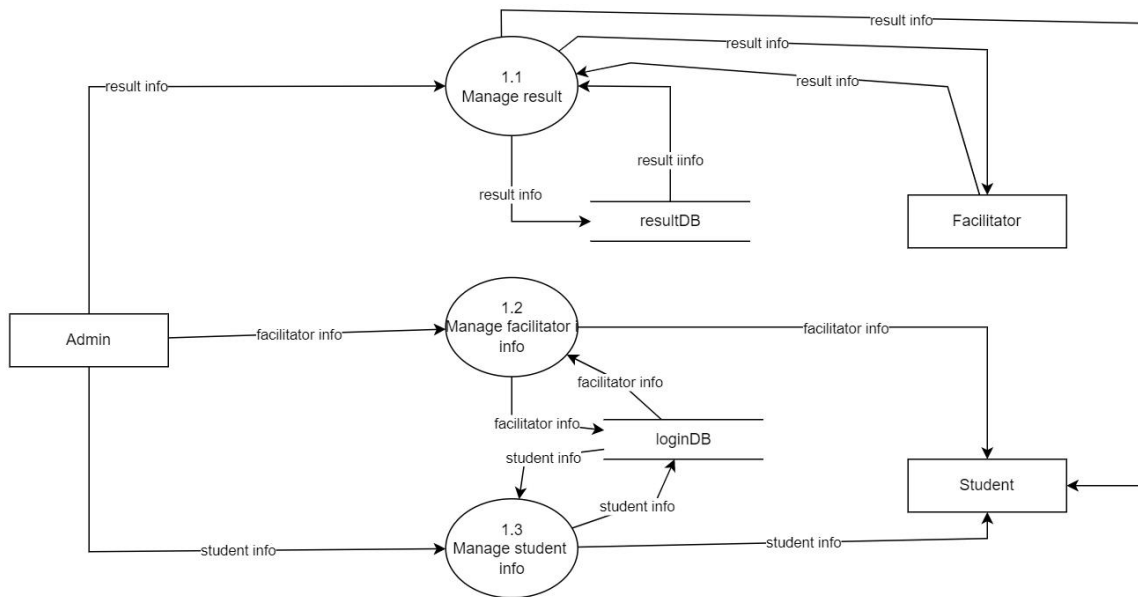 result info
result info
result info
1.1
Manage result
result info
result iinfo
result info
resultDB
Facilitator
1.2
Manage facilitator i
info
Admin
facilitator info
facilitator info
facilitator info
facilitator info
loginDB
student info
Student
student info
1.3
Manage student
info
student info
student info